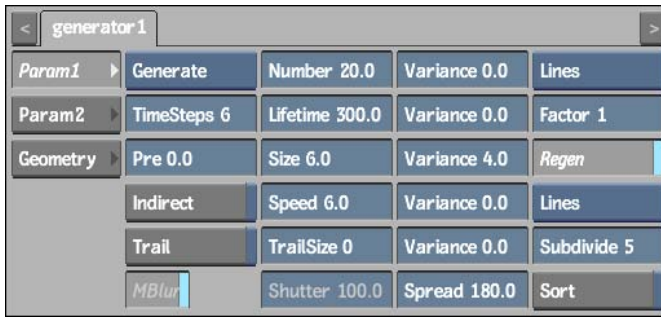 < generator1 >
Param1 Generate Number 20.0 Variance 0.0 Lines
Param2 TimeSteps 6 Lifetime 300.0 Variance 0.0 Factor 1
Geometry Pre 0.0 Size 6.0 Variance 4.0 Regen
Indirect Speed 6.0 Variance 0.0 Lines
Trail TrailSize 0 Variance 0.0 Subdivide 5
MBlur Shutter 100.0 Spread 180.0 Sort